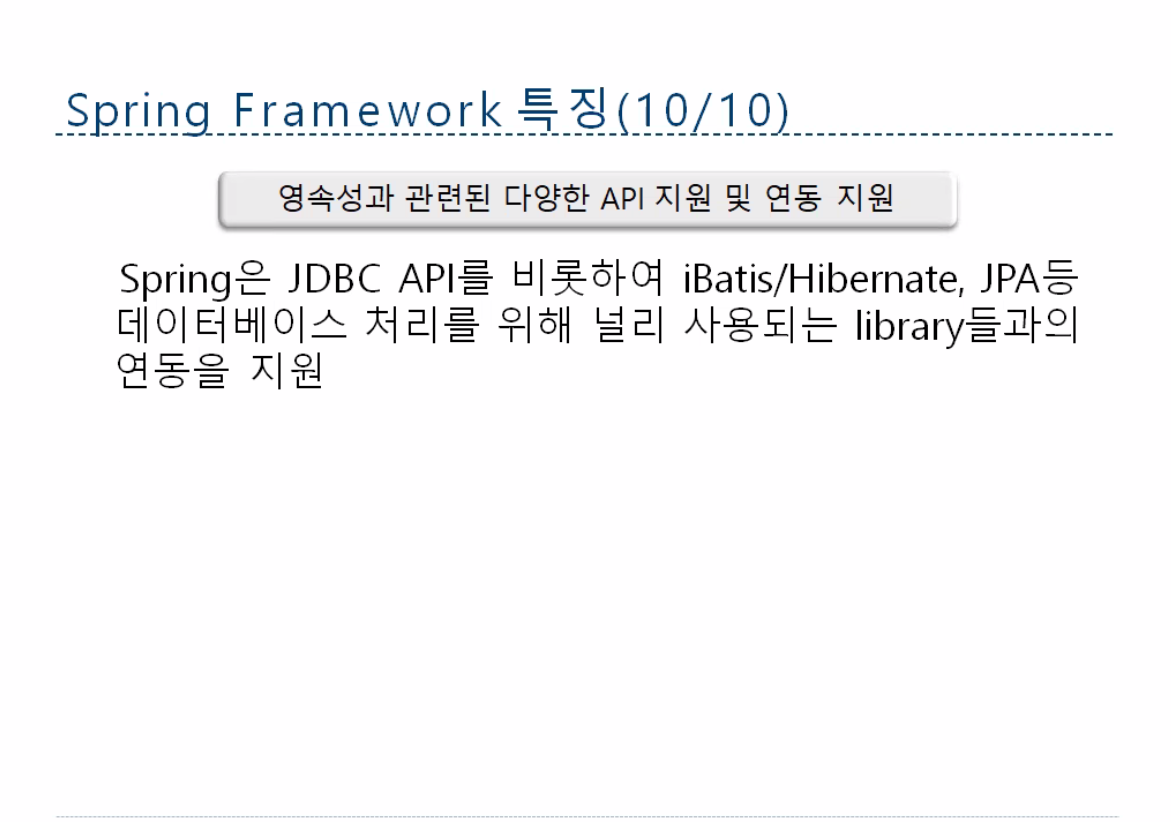 Spring Framework 특징(10/10)
영속성과 관련된 다양한 API 지원 및 연동 지원
Spring은 JDBC API를 비롯하여 iBatis/Hibernate, JPA등
데이터베이스 처리를 위해 널리 사용되는 library들과의
연동을 지원